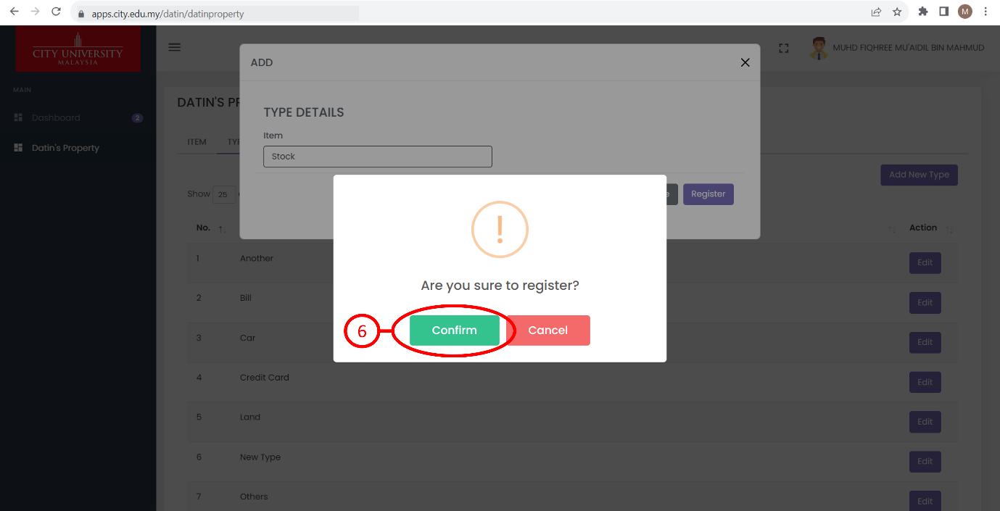 apps.city.edu.my/datin/datinproperty
M
CITY UNIVERSITY
MALAYSIA
MUHD FIQHREE MU'AIDIL BIN MAHMUD
ADD
MAIN
DATIN'S PR
TYPE DETAILS
Dashboard 2
Item
ITEM TYP
Datin's Property
Stock
Add New Type
Show 25
e Register
No. Action
1 Another Edit
Are you sure to register?
2 Bill Edit
6 Confirm Cancel
3 Car Edit
4 Credit Card Edit
5 Land Edit
6 New Type Edit
7 Others Edit